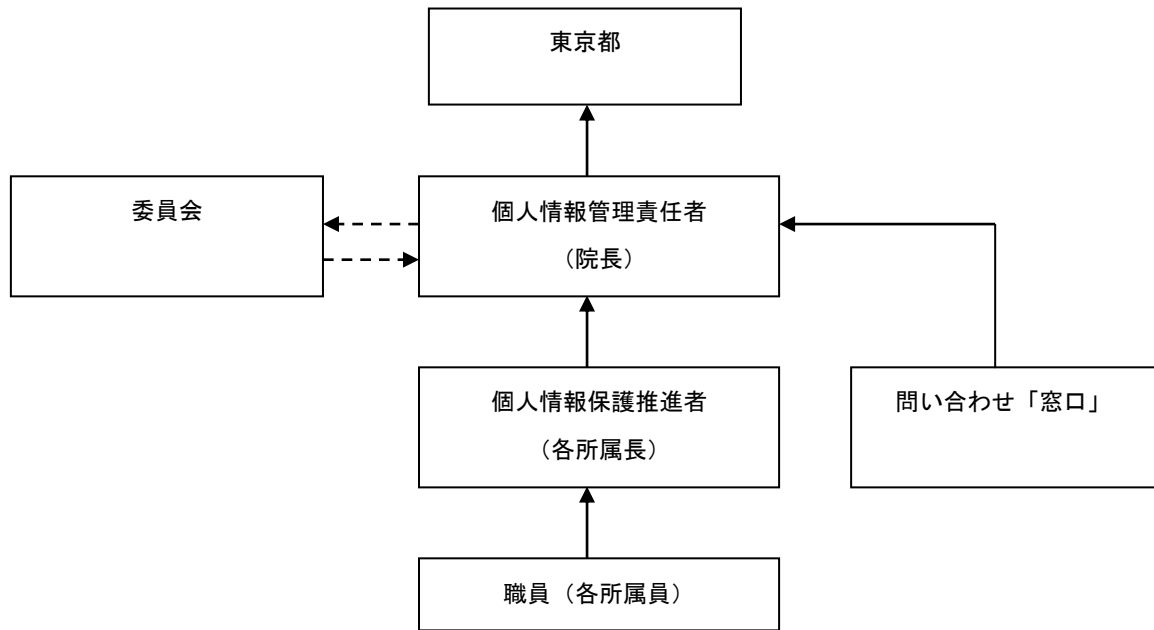 東京都
委員会
個人情報管理責任者
（院長）
個人情報保護推進者
（各所属長）
問い合わせ「窓口」
職員（各所属員）